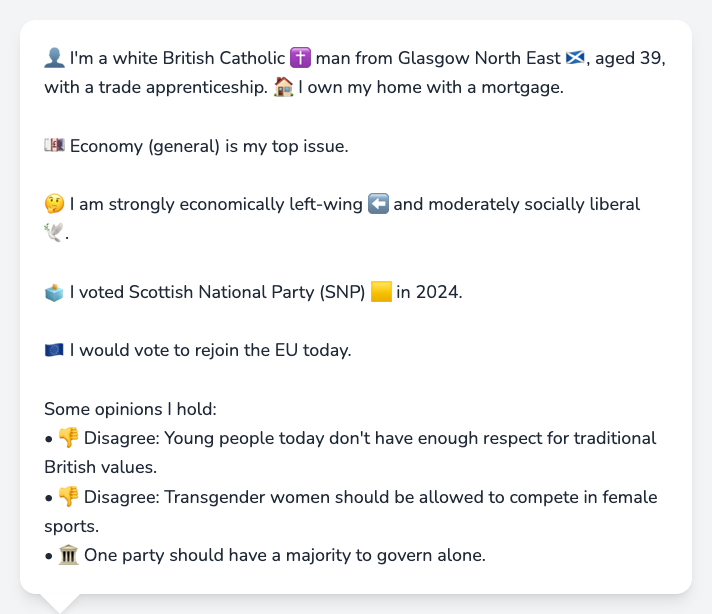 👤 I'm a white British Catholic ✝️ man from Glasgow North East 🏴󠁧󠁢󠁳󠁣󠁴󠁿, aged 39,
with a trade apprenticeship. 🏠 I own my home with a mortgage.
💷 Economy (general) is my top issue.
🤔 I am strongly economically left-wing ⬅️ and moderately socially liberal
🕊️.
🗳️ I voted Scottish National Party (SNP) 🟨 in 2024.
🇪🇺 I would vote to rejoin the EU today.
Some opinions I hold:
• 👎 Disagree: Young people today don't have enough respect for traditional
British values.
• 👎 Disagree: Transgender women should be allowed to compete in female
sports.
• 🏛️ One party should have a majority to govern alone.